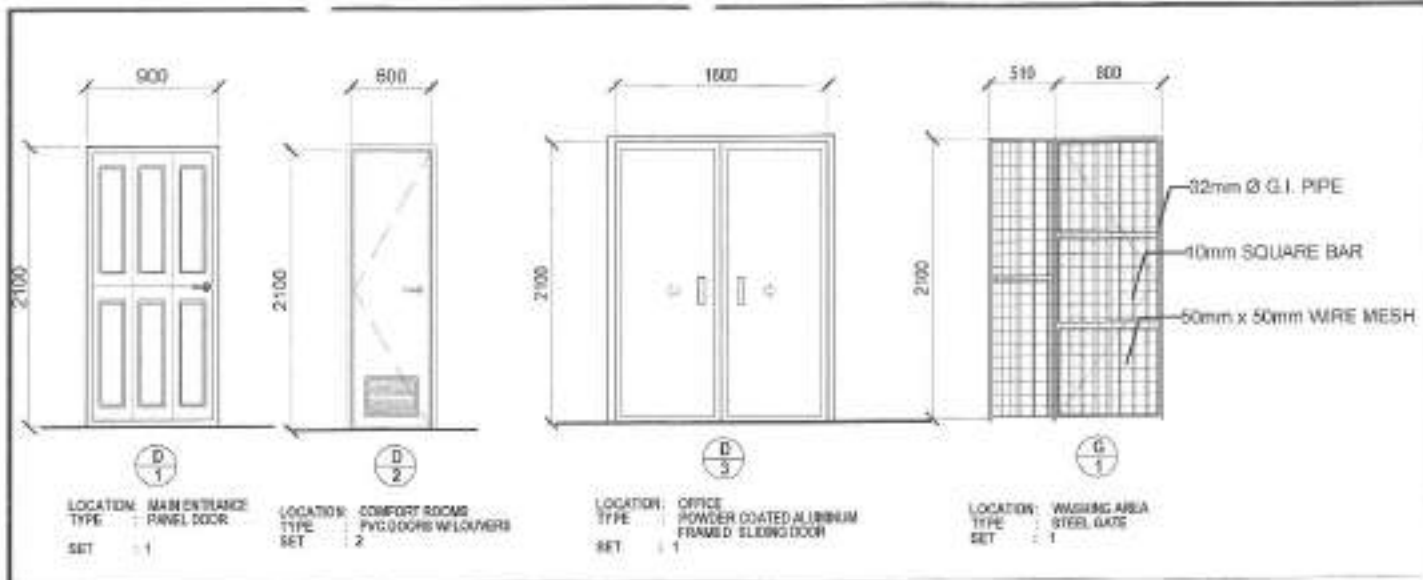 900
600
1600
510 800
2100
2100
2100
2100
32mm Ø G.I. PIPE
10mm SQUARE BAR
50mm x 50mm WIRE MESH
D
1
LOCATION: MAIN ENTRANCE
TYPE : PANEL DOOR
SET : 1
D
2
LOCATION: COMFORT ROOMS
TYPE : PVC DOORS W/LOUVERS
SET : 2
D
3
LOCATION: OFFICE
TYPE : POWDER COATED ALUMINUM
FRAMED SLIDING DOOR
SET : 1
G
1
LOCATION: WASHING AREA
TYPE : STEEL GATE
SET : 1